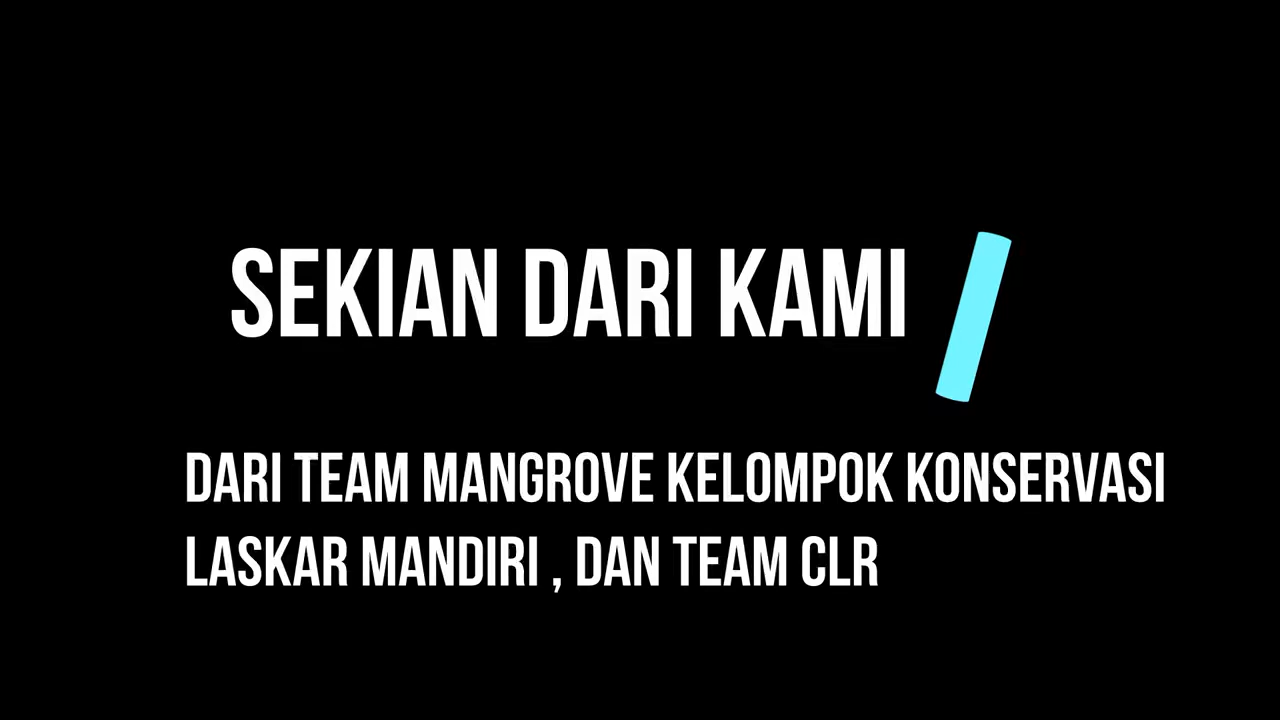 SEKIAN DARI KAMI
DARI TEAM MANGROVE KELOMPOK KONSERVASI
LASKAR MANDIRI , DAN TEAM CLR